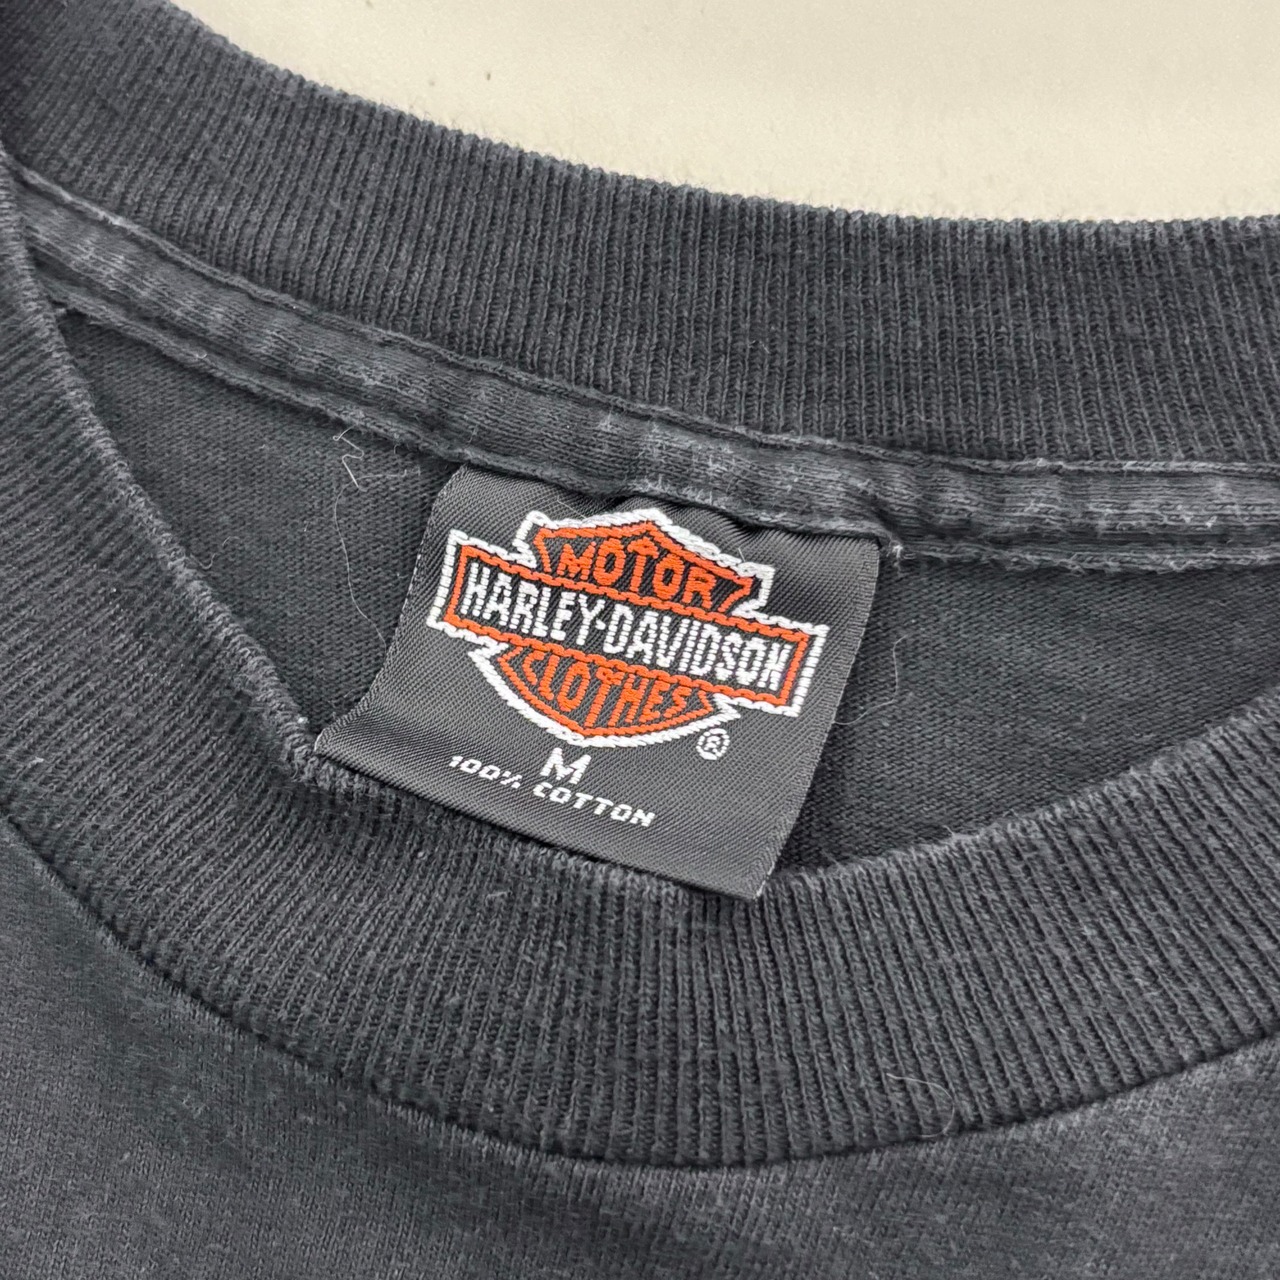 MOTOR
HARLEY-DAVIDSON
CLOTHES
®
M
100% COTTON